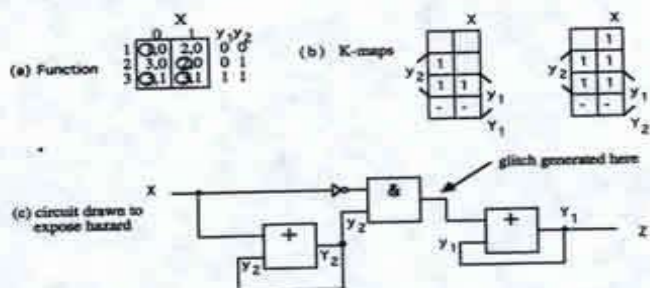 X
0 1 y1y2
1 1,0 2,0 0 0
2 3,0 2,0 0 1
3 3,1 3,1 1 1
(a) Function
(b) K-maps
X
1
y2
1 1
y1
- -
Y1
X
1
1 1
y2
1 1
y1
- -
Y2
glitch generated here
X
&
(c) circuit drawn to
expose hazard
y2
+
Y2
y2
+
Y1
y1
Z